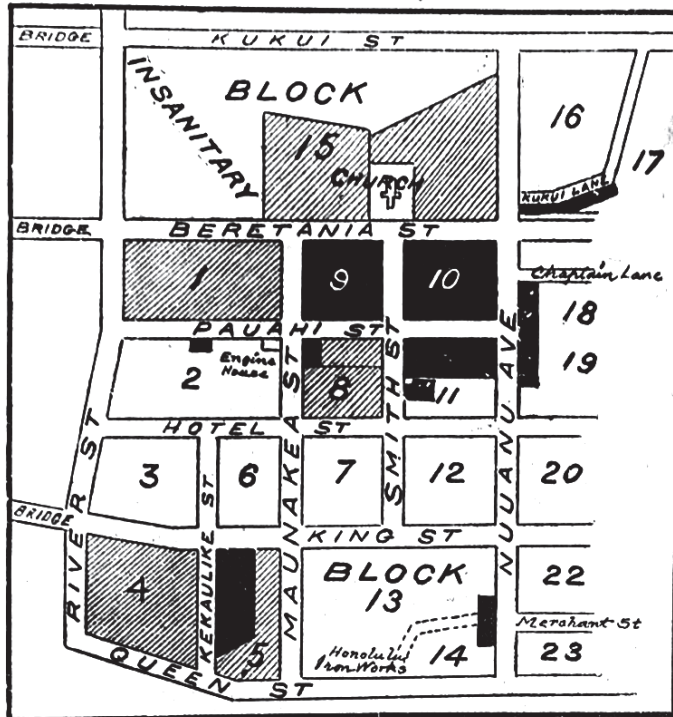 BRIDGE
KUKUI ST
INSANITARY
BLOCK
15
CHURCH
16
17
KUKUI LANE
BRIDGE
BERETANIA ST
1
9
10
Chaplain Lane
18
PAUAHI ST
Engine
House
2
8
11
19
HOTEL ST
3
6
7
12
20
RIVER ST
KEKAULIKE ST
MAUNAKEA ST
SMITH ST
NUUANU AVE
BRIDGE
KING ST
4
5
BLOCK
13
22
Merchant St
Honolulu
Iron Works
14
23
QUEEN ST